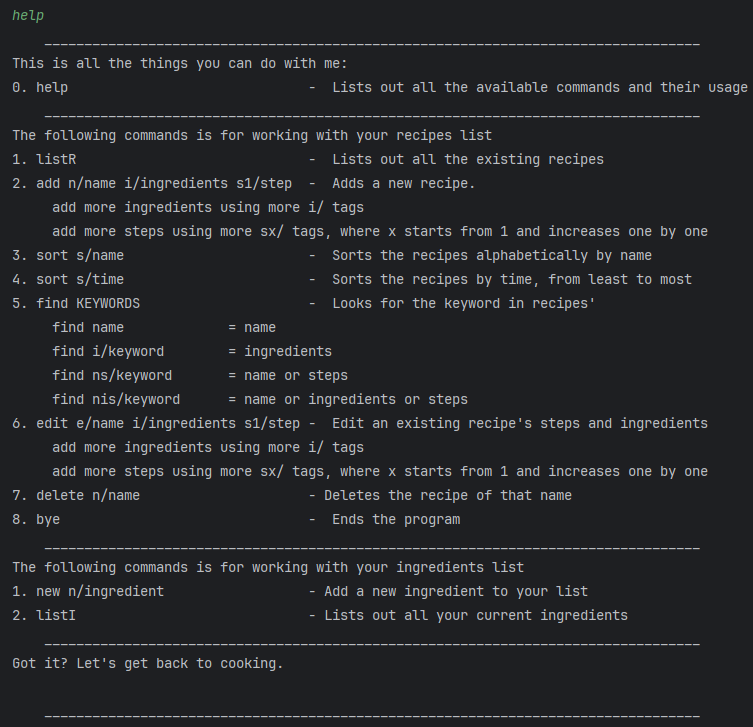 help
__________________________________________________________________________________
This is all the things you can do with me:
0. help                              -  Lists out all the available commands and their usage
__________________________________________________________________________________
The following commands is for working with your recipes list
1. listR                             -  Lists out all the existing recipes
2. add n/name i/ingredients s1/step  -  Adds a new recipe.
     add more ingredients using more i/ tags
     add more steps using more sx/ tags, where x starts from 1 and increases one by one
3. sort s/name                       -  Sorts the recipes alphabetically by name
4. sort s/time                       -  Sorts the recipes by time, from least to most
5. find KEYWORDS                     -  Looks for the keyword in recipes'
     find name             = name
     find i/keyword        = ingredients
     find ns/keyword       = name or steps
     find nis/keyword      = name or ingredients or steps
6. edit e/name i/ingredients s1/step -  Edit an existing recipe's steps and ingredients
     add more ingredients using more i/ tags
     add more steps using more sx/ tags, where x starts from 1 and increases one by one
7. delete n/name                     - Deletes the recipe of that name
8. bye                               -  Ends the program
__________________________________________________________________________________
The following commands is for working with your ingredients list
1. new n/ingredient                  - Add a new ingredient to your list
2. listI                             - Lists out all your current ingredients
__________________________________________________________________________________
Got it? Let's get back to cooking.
__________________________________________________________________________________